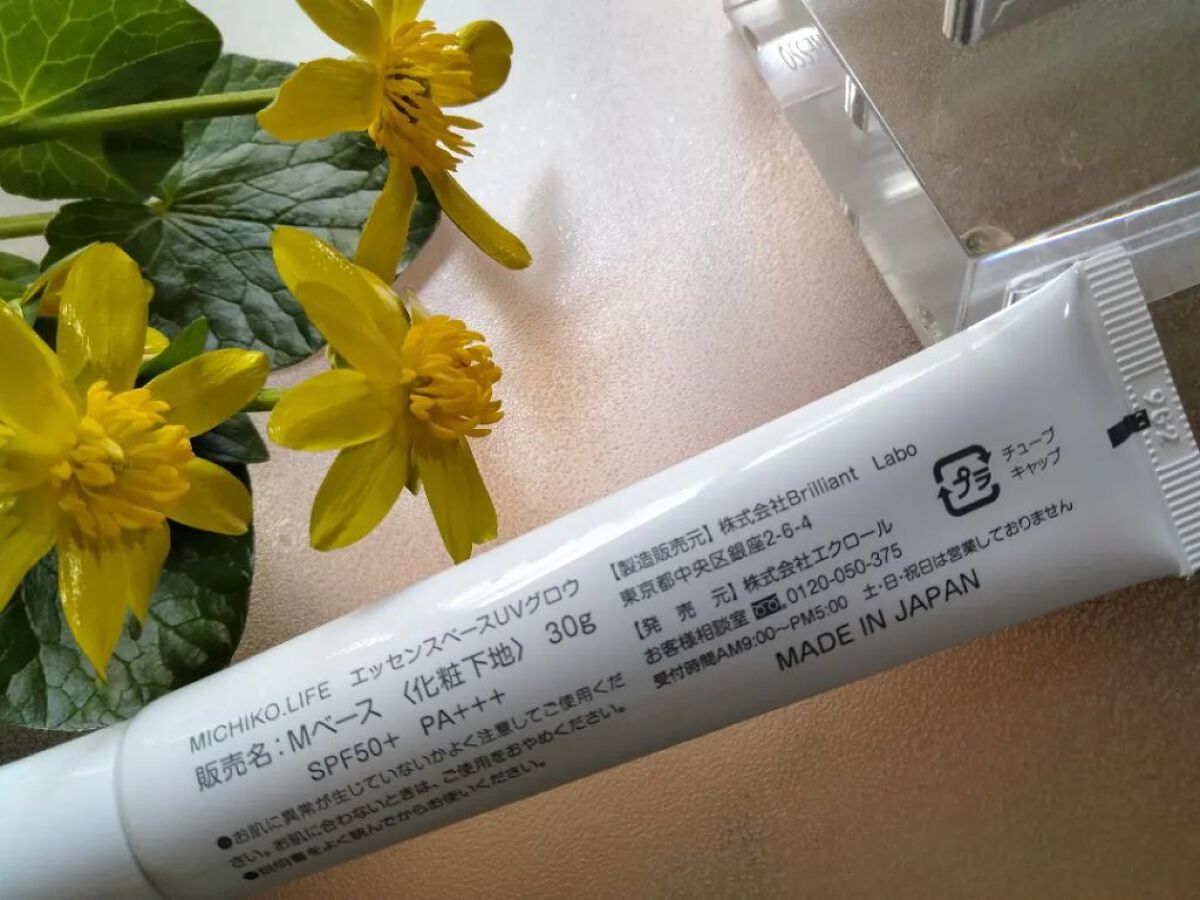 MICHIKO.LIFE エッセンスベースUVグロウ
販売名:Mベース〈化粧下地〉 30g
SPF50+ PA+++
●お肌に異常が生じていないかよく注意してご使用くだ
さい。お肌に合わないときは、ご使用をおやめください。
●説明書をよく読んでからお使いください。
【製造販売元】株式会社Brilliant Labo
東京都中央区銀座2-6-4
【発 売 元】株式会社エクロール
お客様相談室 0120-050-375
受付時間AM9:00〜PM5:00 土・日・祝日は営業しておりません
MADE IN JAPAN
プラ
チューブ
キャップ